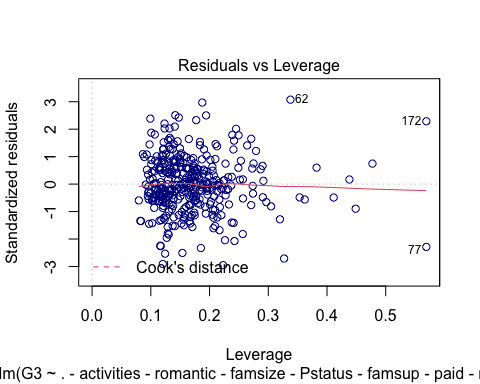 Residuals vs Leverage
Standardized residuals
3
2
1
0
-1
-3
62
172
77
Cook's distance
0.0 0.1 0.2 0.3 0.4 0.5
Leverage
lm(G3 ~ . - activities - romantic - famsize - Pstatus - famsup - paid -